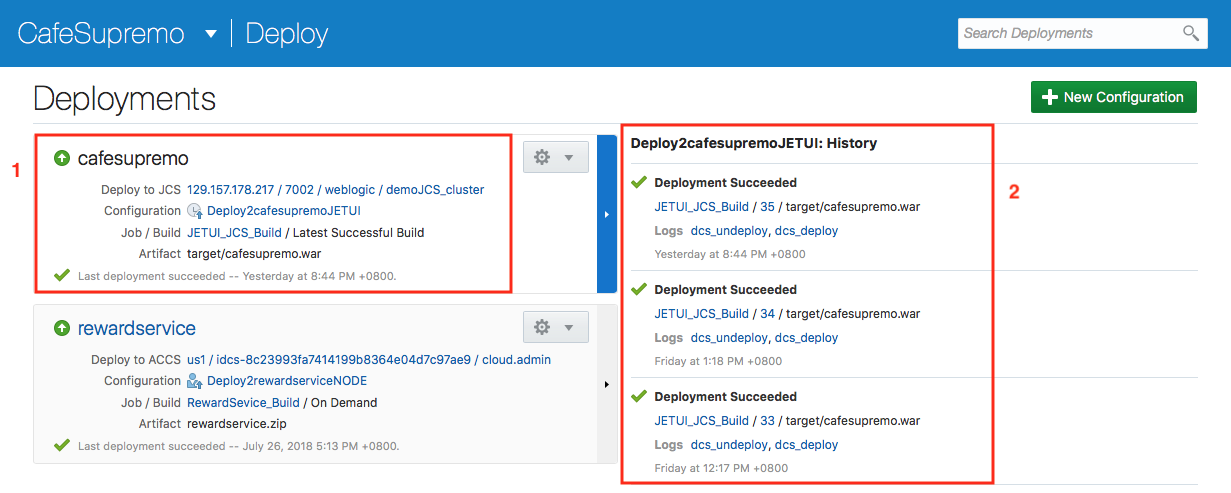 CafeSupremo Deploy
Search Deployments
Deployments
New Configuration
1
cafesupremo
Deploy to JCS 129.157.178.217 / 7002 / weblogic / demoJCS_cluster
Configuration Deploy2cafesupremoJETUI
Job / Build JETUI_JCS_Build / Latest Successful Build
Artifact target/cafesupremo.war
Last deployment succeeded -- Yesterday at 8:44 PM +0800.
rewardservice
Deploy to ACCS us1 / idcs-8c23993fa7414199b8364e04d7c97ae9 / cloud.admin
Configuration Deploy2rewardserviceNODE
Job / Build RewardSevice_Build / On Demand
Artifact rewardservice.zip
Last deployment succeeded -- July 26, 2018 5:13 PM +0800.
2
Deploy2cafesupremoJETUI: History
Deployment Succeeded
JETUI_JCS_Build / 35 / target/cafesupremo.war
Logs dcs_undeploy, dcs_deploy
Yesterday at 8:44 PM +0800
Deployment Succeeded
JETUI_JCS_Build / 34 / target/cafesupremo.war
Logs dcs_undeploy, dcs_deploy
Friday at 1:18 PM +0800
Deployment Succeeded
JETUI_JCS_Build / 33 / target/cafesupremo.war
Logs dcs_undeploy, dcs_deploy
Friday at 12:17 PM +0800